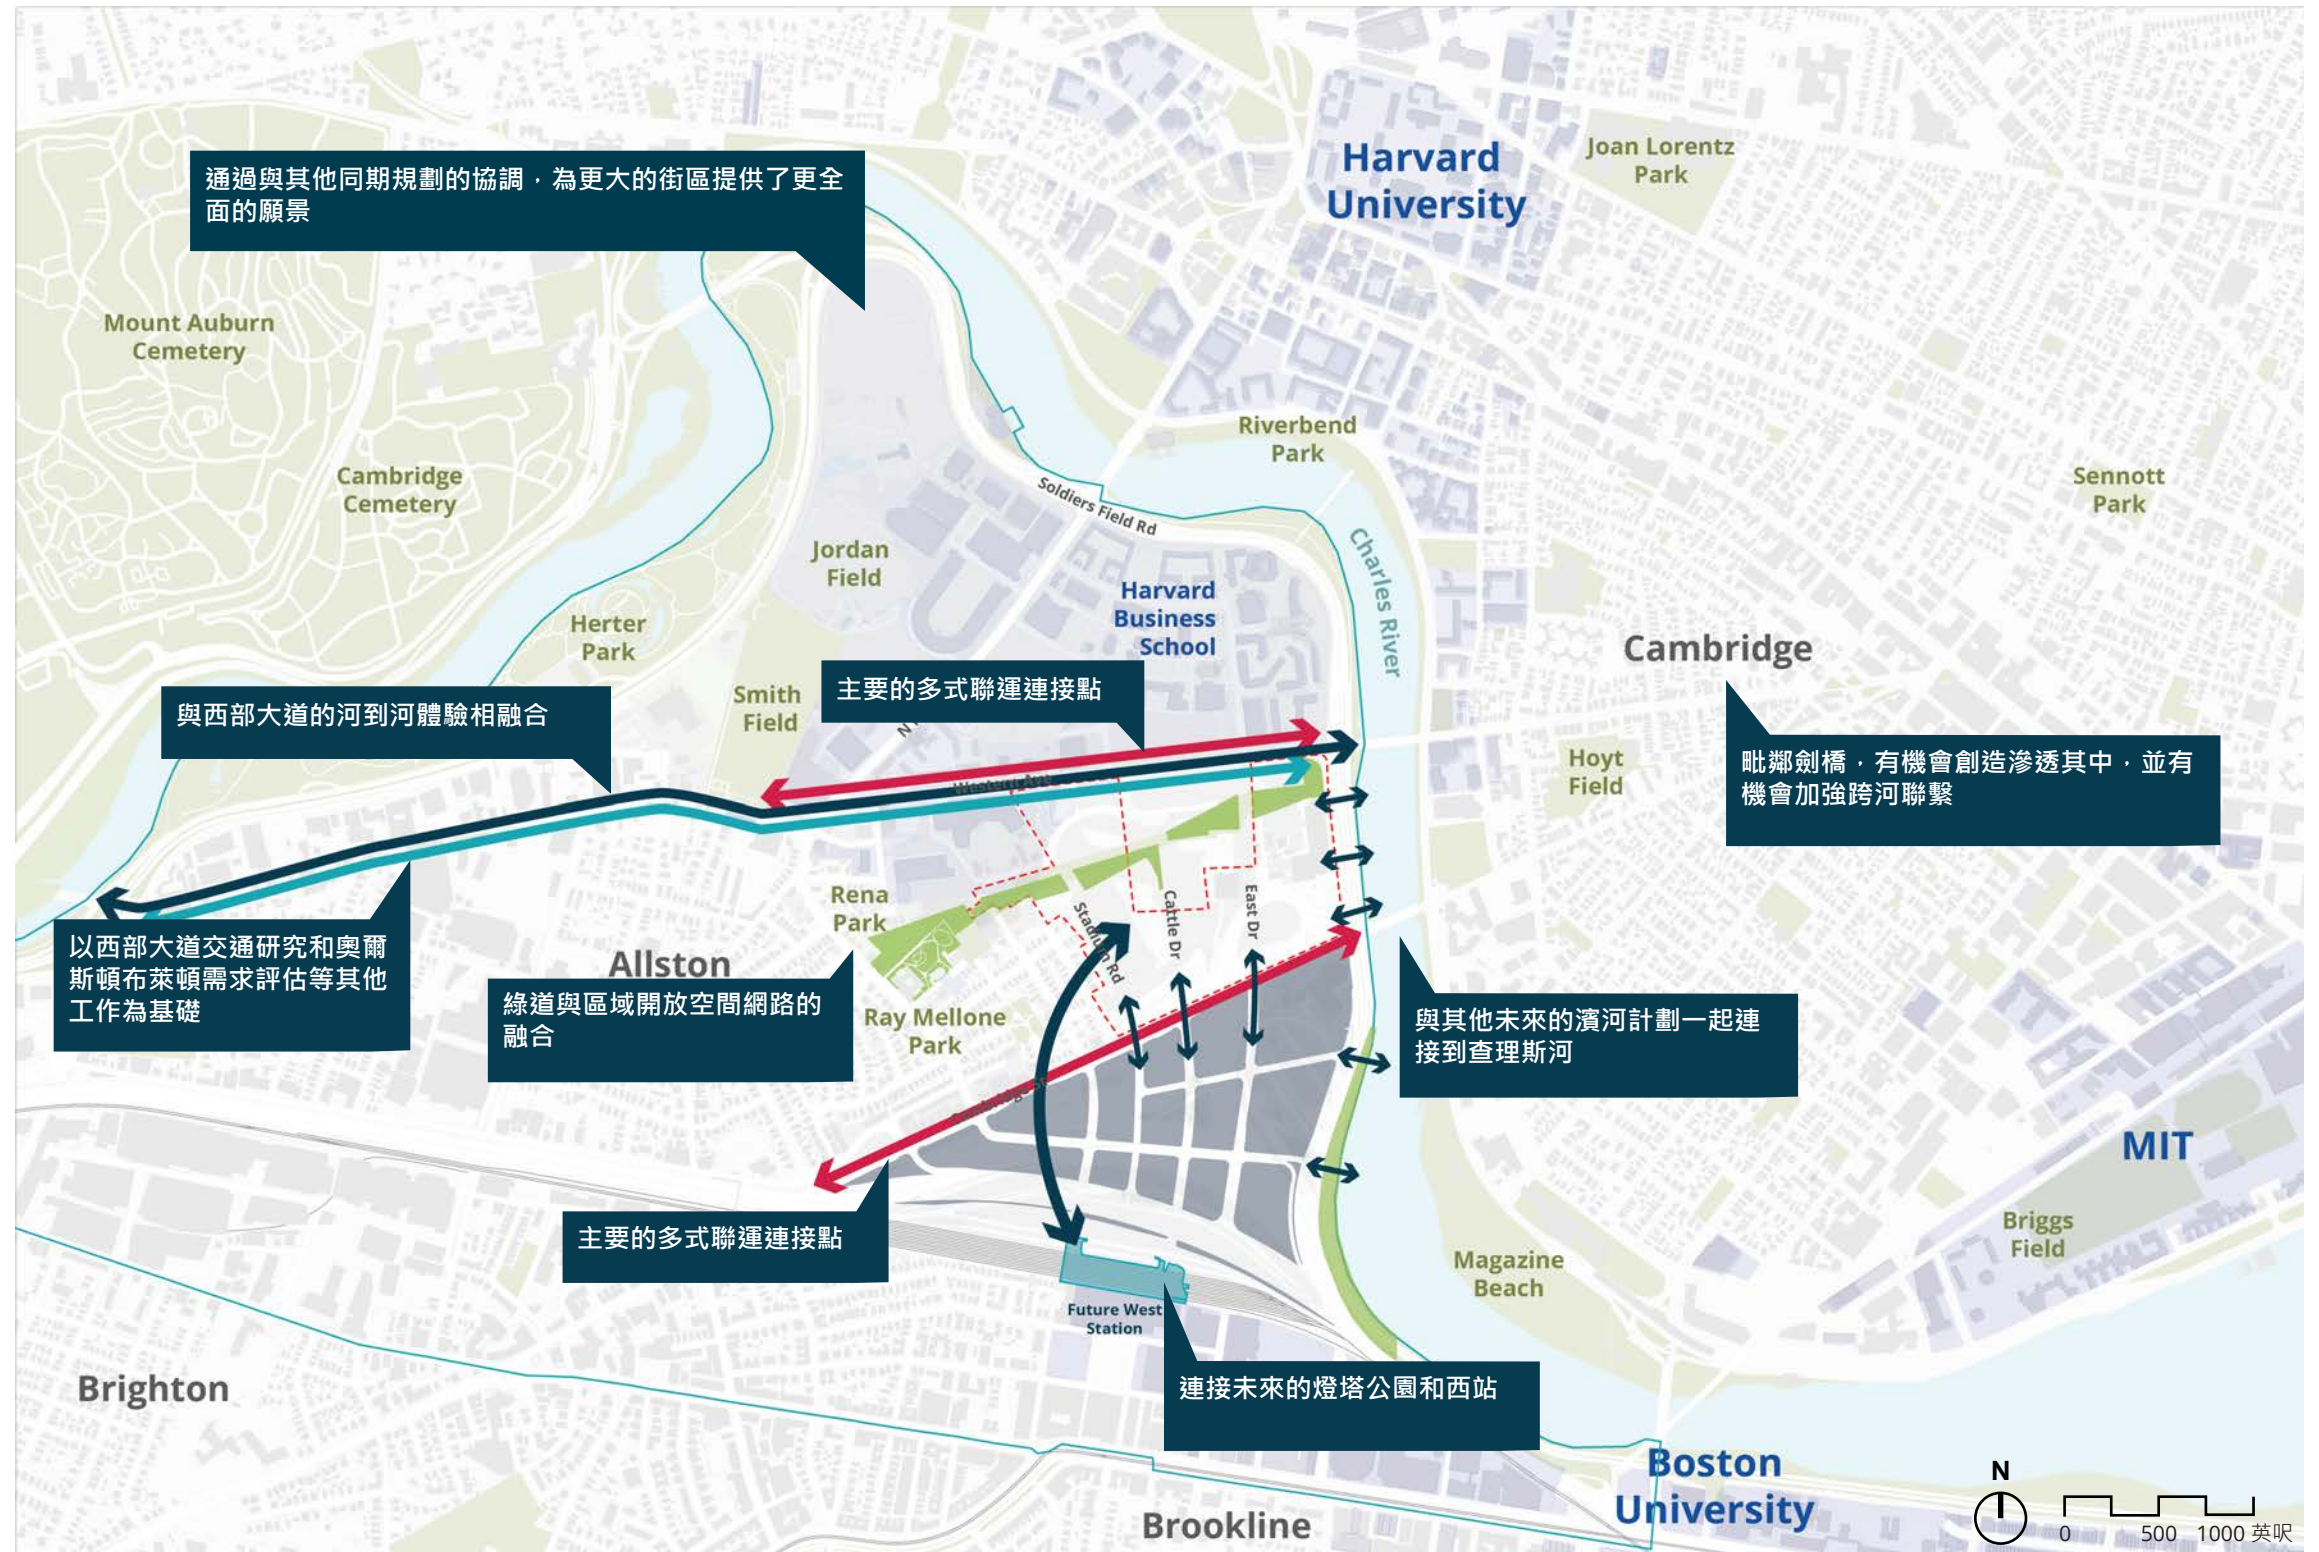 通過與其他同期規劃的協調，為更大的街區提供了更全
面的願景
Harvard
University
Joan Lorentz
Park
Mount Auburn
Cemetery
Cambridge
Cemetery
Riverbend
Park
Sennott
Park
Soldiers Field Rd
Charles River
Jordan
Field
Harvard
Business
School
Herter
Park
Cambridge
Smith
Field
主要的多式聯運連接點
與西部大道的河到河體驗相融合
Hoyt
Field
毗鄰劍橋，有機會創造滲透其中，並有
機會加強跨河聯繫
Western Ave
Rena
Park
Stadium Rd
Cattle Dr
East Dr
Allston
以西部大道交通研究和奧爾
斯頓布萊頓需求評估等其他
工作為基礎
綠道與區域開放空間網路的
融合
Ray Mellone
Park
與其他未來的濱河計劃一起連
接到查理斯河
Cambridge St
MIT
主要的多式聯運連接點
Briggs
Field
Magazine
Beach
Future West
Station
連接未來的燈塔公園和西站
Brighton
Boston
University
Brookline
N
0 500 1000 英呎